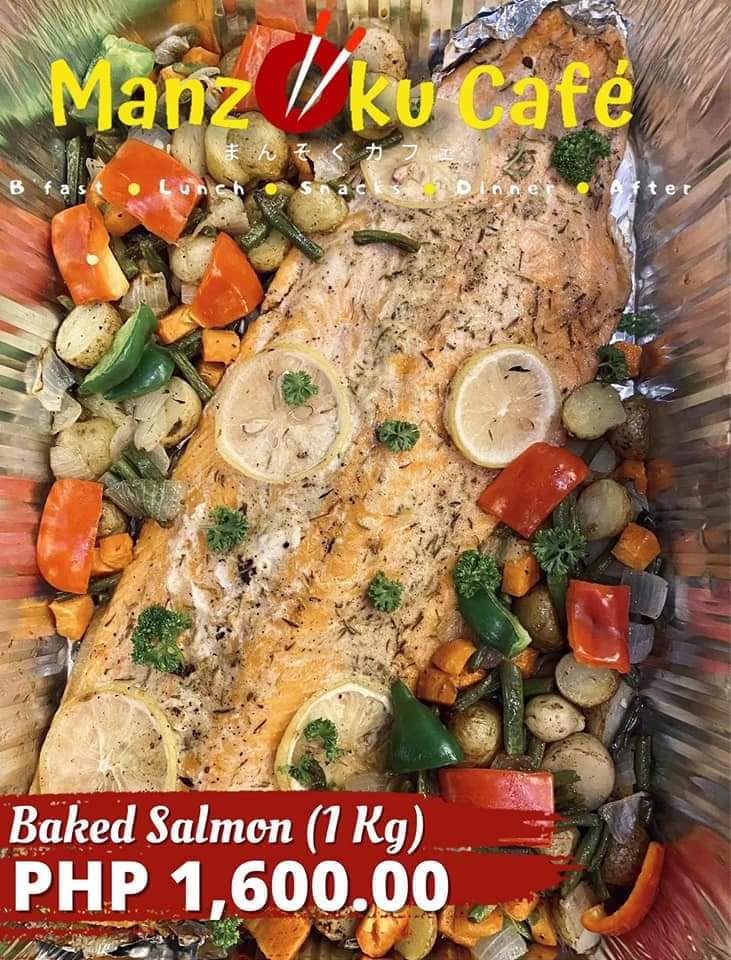 Manzoku Café
まんぞくカフェ
B'fast • Lunch • Snacks • Dinner • After
Baked Salmon (1 Kg)
PHP 1,600.00